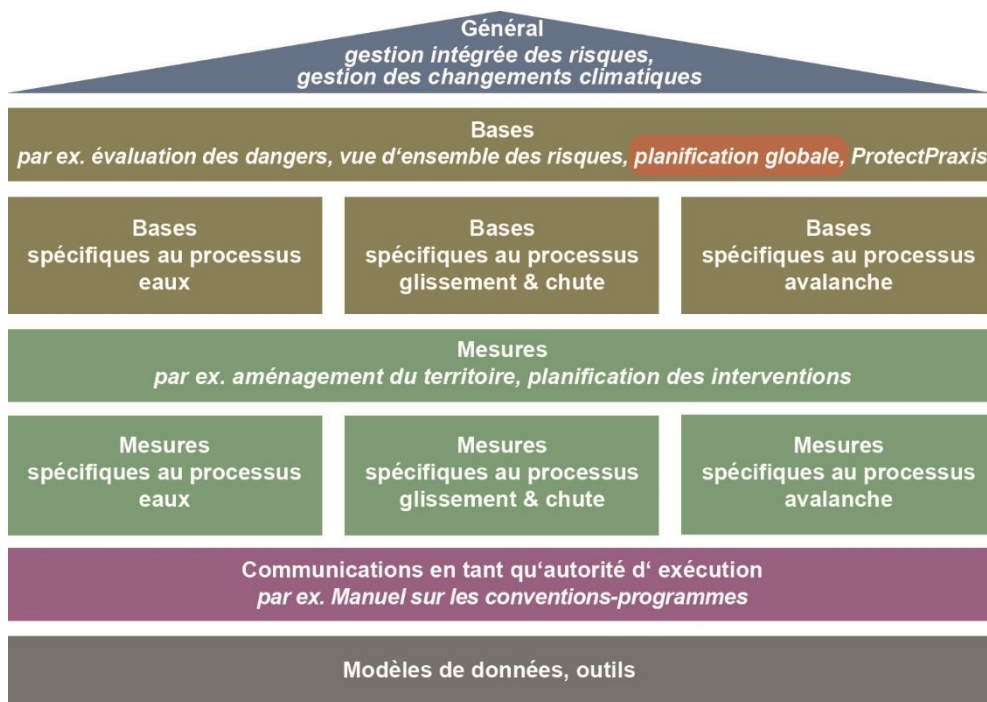 Général
gestion intégrée des risques,
gestion des changements climatiques
Bases
par ex. évaluation des dangers, vue d‘ensemble des risques, planification globale, ProtectPraxis
Bases
spécifiques au processus
eaux
Bases
spécifiques au processus
glissement & chute
Bases
spécifiques au processus
avalanche
Mesures
par ex. aménagement du territoire, planification des interventions
Mesures
spécifiques au processus
eaux
Mesures
spécifiques au processus
glissement & chute
Mesures
spécifiques au processus
avalanche
Communications en tant qu‘autorité d‘ exécution
par ex. Manuel sur les conventions-programmes
Modèles de données, outils